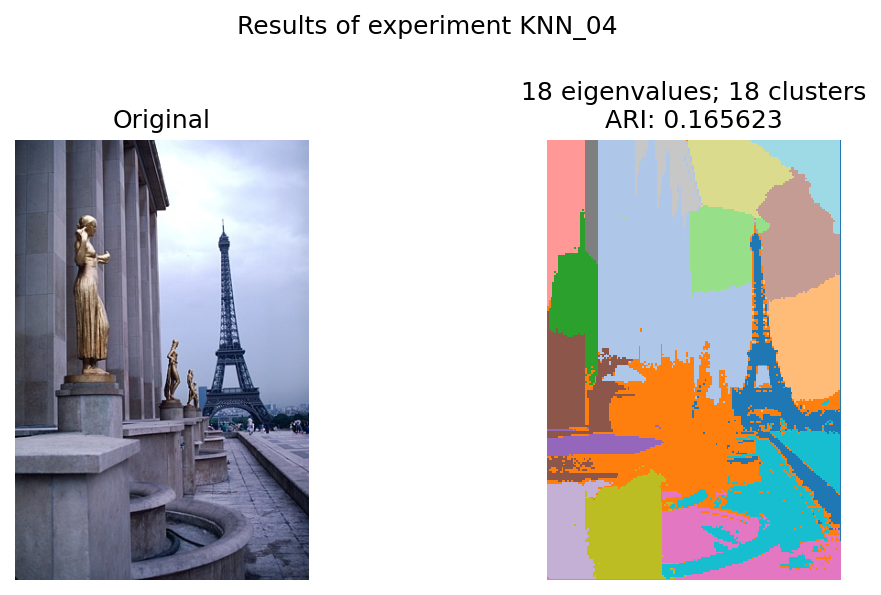 Results of experiment KNN_04
Original
18 eigenvalues; 18 clusters
ARI: 0.165623